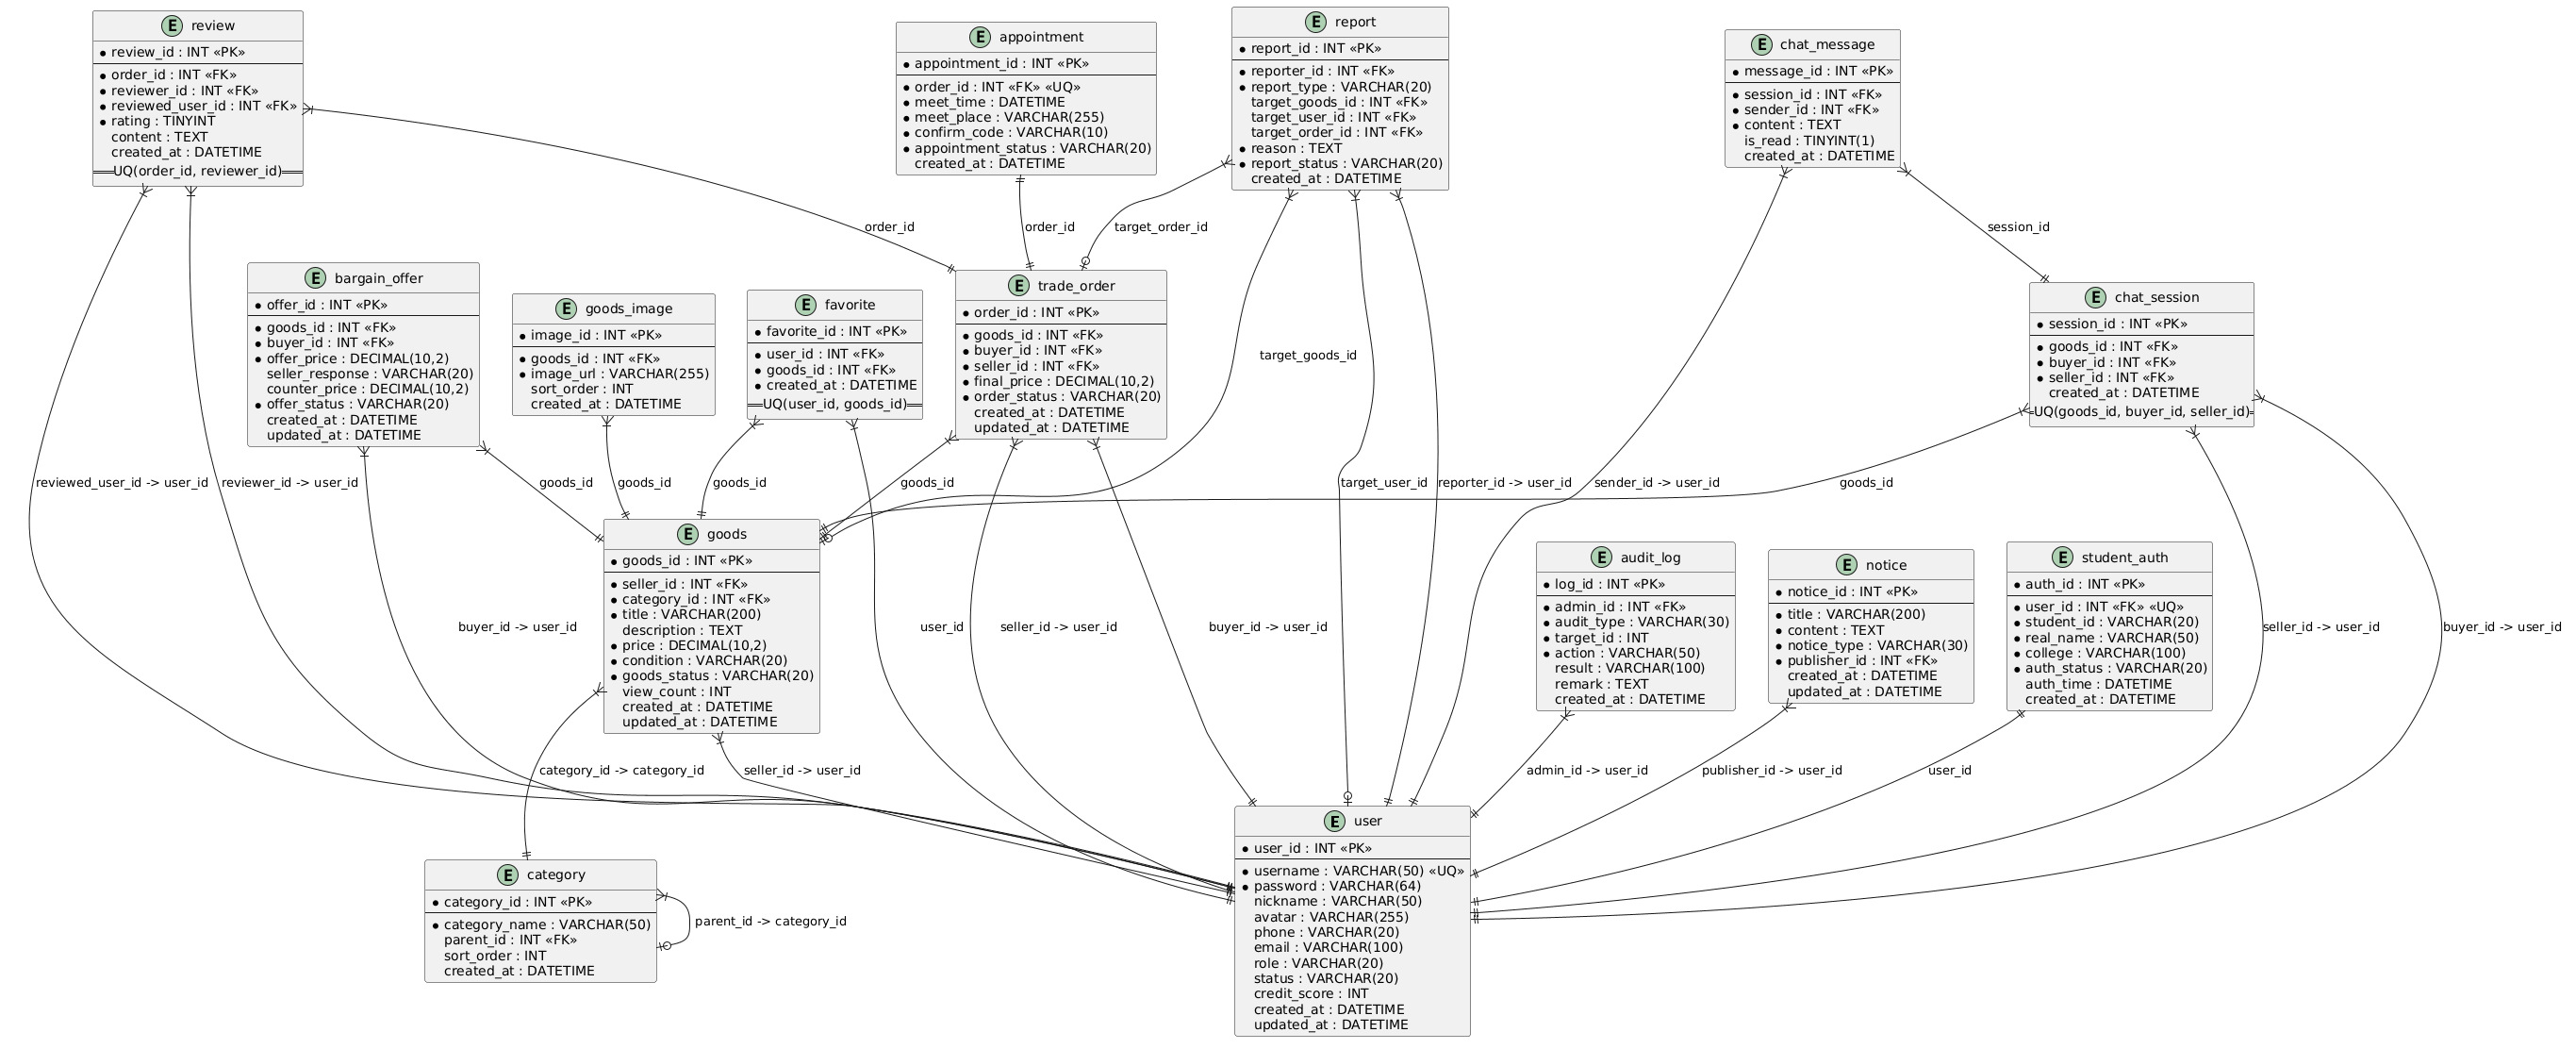 E review
* review_id : INT «PK»
* order_id : INT «FK»
* reviewer_id : INT «FK»
* reviewed_user_id : INT «FK»
* rating : TINYINT
content : TEXT
created_at : DATETIME
UQ(order_id, reviewer_id)
E appointment
* appointment_id : INT «PK»
* order_id : INT «FK» «UQ»
* meet_time : DATETIME
* meet_place : VARCHAR(255)
* confirm_code : VARCHAR(10)
* appointment_status : VARCHAR(20)
created_at : DATETIME
E report
* report_id : INT «PK»
* reporter_id : INT «FK»
* report_type : VARCHAR(20)
target_goods_id : INT «FK»
target_user_id : INT «FK»
target_order_id : INT «FK»
* reason : TEXT
* report_status : VARCHAR(20)
created_at : DATETIME
E chat_message
* message_id : INT «PK»
* session_id : INT «FK»
* sender_id : INT «FK»
* content : TEXT
is_read : TINYINT(1)
created_at : DATETIME
order_id
order_id
target_order_id
session_id
E bargain_offer
* offer_id : INT «PK»
* goods_id : INT «FK»
* buyer_id : INT «FK»
* offer_price : DECIMAL(10,2)
seller_response : VARCHAR(20)
counter_price : DECIMAL(10,2)
* offer_status : VARCHAR(20)
created_at : DATETIME
updated_at : DATETIME
E goods_image
* image_id : INT «PK»
* goods_id : INT «FK»
* image_url : VARCHAR(255)
sort_order : INT
created_at : DATETIME
E favorite
* favorite_id : INT «PK»
* user_id : INT «FK»
* goods_id : INT «FK»
* created_at : DATETIME
UQ(user_id, goods_id)
E trade_order
* order_id : INT «PK»
* goods_id : INT «FK»
* buyer_id : INT «FK»
* seller_id : INT «FK»
* final_price : DECIMAL(10,2)
* order_status : VARCHAR(20)
created_at : DATETIME
updated_at : DATETIME
target_goods_id
E chat_session
* session_id : INT «PK»
* goods_id : INT «FK»
* buyer_id : INT «FK»
* seller_id : INT «FK»
created_at : DATETIME
UQ(goods_id, buyer_id, seller_id)
reviewed_user_id -> user_id
reviewer_id -> user_id
goods_id
goods_id
goods_id
goods_id
target_user_id
reporter_id -> user_id
sender_id -> user_id
goods_id
E goods
* goods_id : INT «PK»
* seller_id : INT «FK»
* category_id : INT «FK»
* title : VARCHAR(200)
description : TEXT
* price : DECIMAL(10,2)
* condition : VARCHAR(20)
* goods_status : VARCHAR(20)
view_count : INT
created_at : DATETIME
updated_at : DATETIME
E audit_log
* log_id : INT «PK»
* admin_id : INT «FK»
* audit_type : VARCHAR(30)
* target_id : INT
* action : VARCHAR(50)
result : VARCHAR(100)
remark : TEXT
created_at : DATETIME
E notice
* notice_id : INT «PK»
* title : VARCHAR(200)
* content : TEXT
* notice_type : VARCHAR(30)
* publisher_id : INT «FK»
created_at : DATETIME
updated_at : DATETIME
E student_auth
* auth_id : INT «PK»
* user_id : INT «FK» «UQ»
* student_id : VARCHAR(20)
* real_name : VARCHAR(50)
* college : VARCHAR(100)
* auth_status : VARCHAR(20)
auth_time : DATETIME
created_at : DATETIME
buyer_id -> user_id
user_id
seller_id -> user_id
buyer_id -> user_id
seller_id -> user_id
buyer_id -> user_id
category_id -> category_id
seller_id -> user_id
admin_id -> user_id
publisher_id -> user_id
user_id
E category
* category_id : INT «PK»
* category_name : VARCHAR(50)
parent_id : INT «FK»
sort_order : INT
created_at : DATETIME
parent_id -> category_id
E user
* user_id : INT «PK»
* username : VARCHAR(50) «UQ»
* password : VARCHAR(64)
nickname : VARCHAR(50)
avatar : VARCHAR(255)
phone : VARCHAR(20)
email : VARCHAR(100)
role : VARCHAR(20)
status : VARCHAR(20)
credit_score : INT
created_at : DATETIME
updated_at : DATETIME